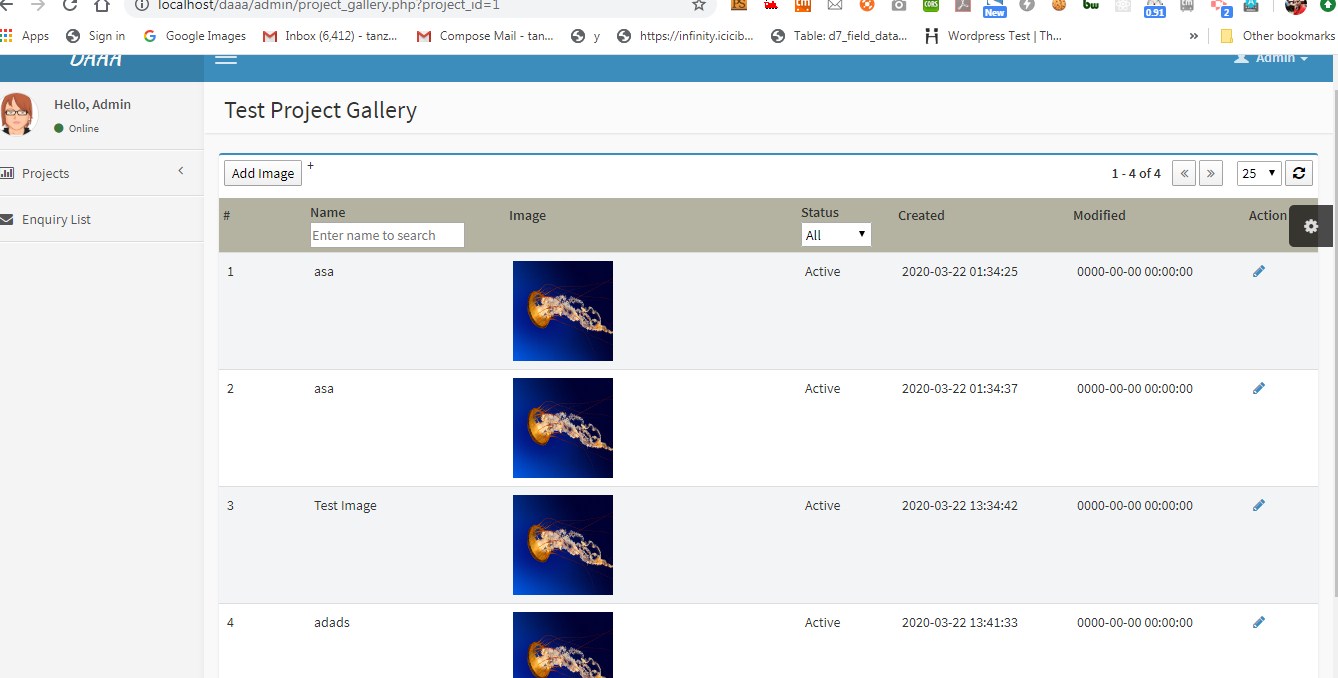 localhost/daaa/admin/project_gallery.php?project_id=1
CORS
bw
New
0.91
2
Apps Sign in Google Images Inbox (6,412) - tanz... Compose Mail - tan... y https://infinity.icicib... Table: d7_field_data... Wordpress Test | Th... » Other bookmarks
DAAA Admin
Hello, Admin
Online
Projects
Enquiry List
Test Project Gallery
Add Image + 1 - 4 of 4 « » 25
# Name Image Status Created Modified Action
Enter name to search All
1 asa Active 2020-03-22 01:34:25 0000-00-00 00:00:00
2 asa Active 2020-03-22 01:34:37 0000-00-00 00:00:00
3 Test Image Active 2020-03-22 13:34:42 0000-00-00 00:00:00
4 adads Active 2020-03-22 13:41:33 0000-00-00 00:00:00